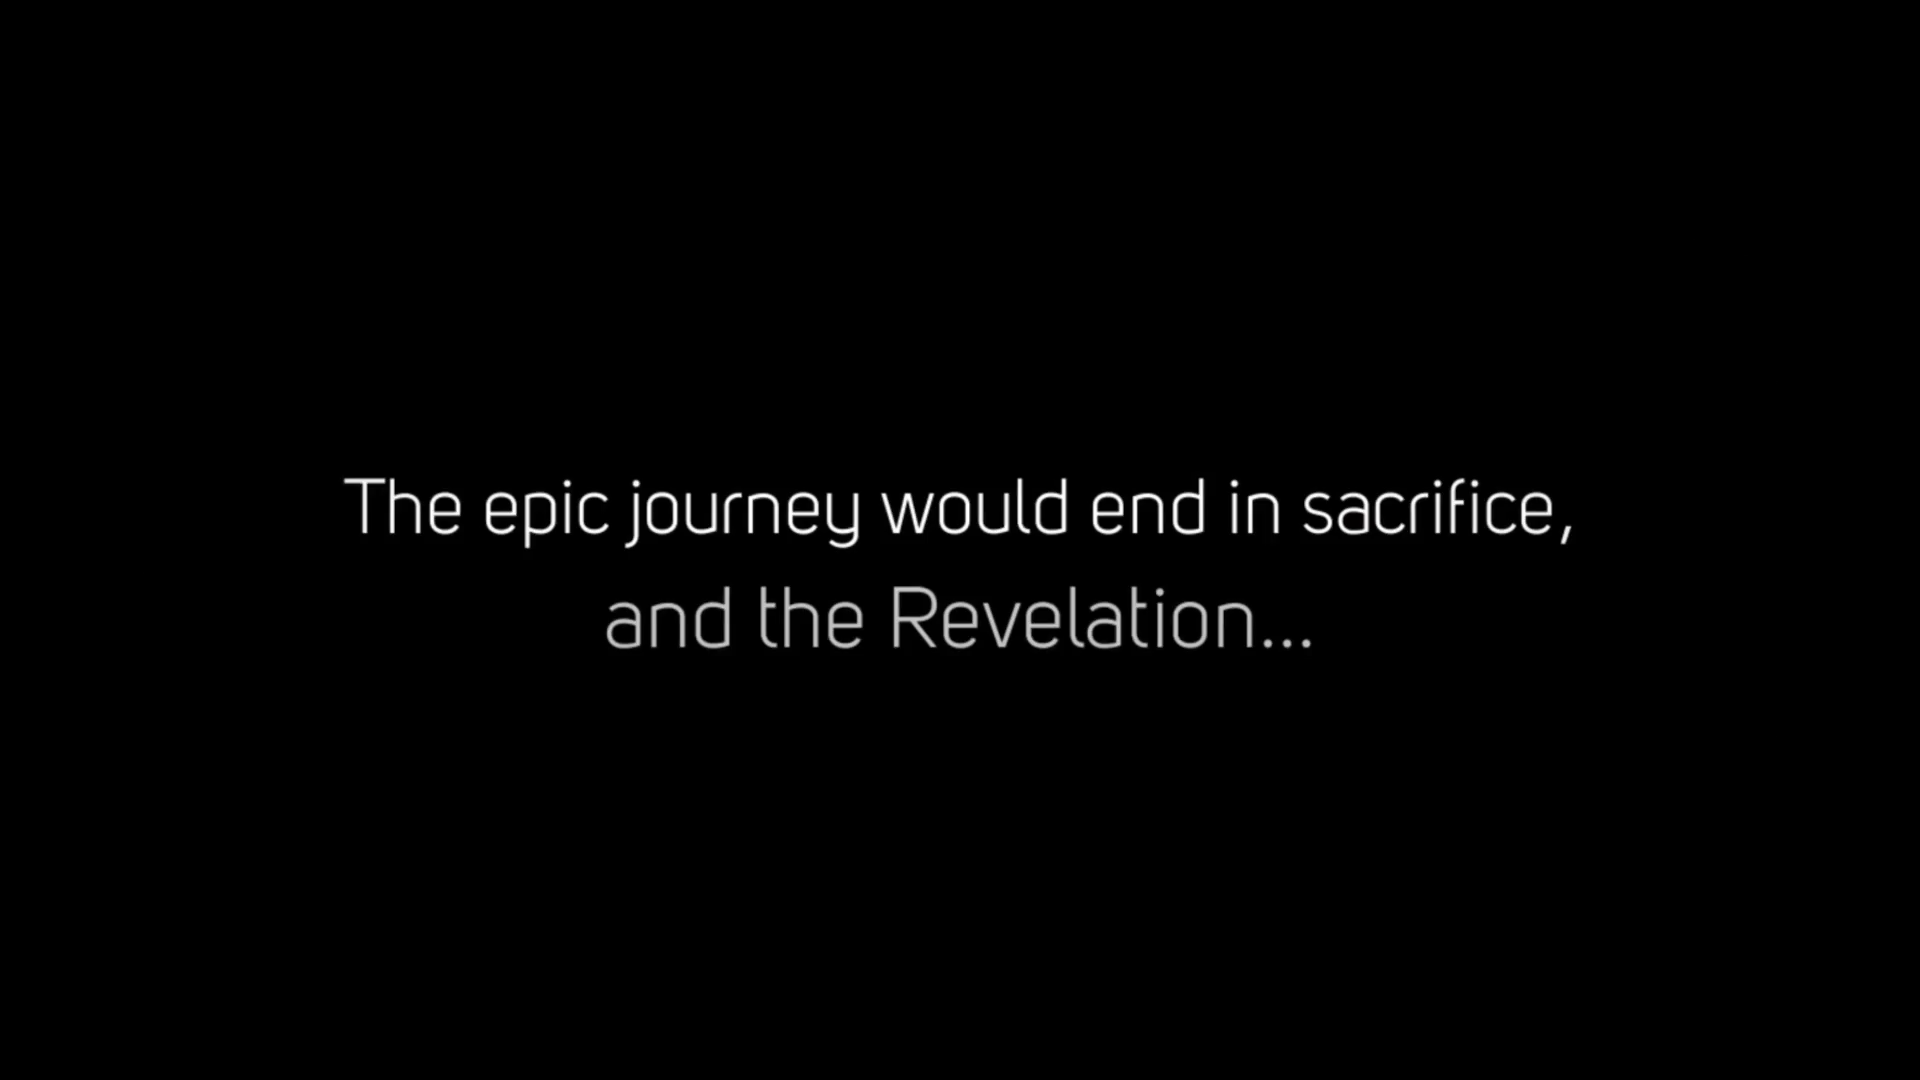 The epic journey would end in sacrifice,
and the Revelation...